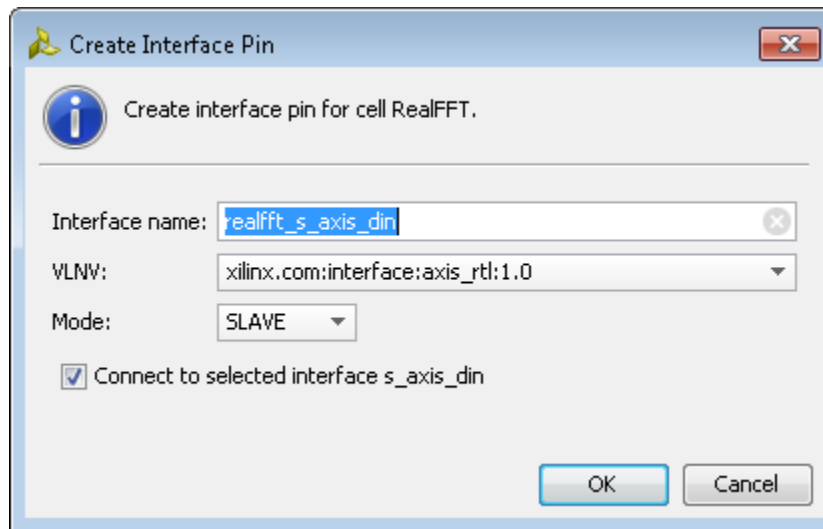 Create Interface Pin
Create interface pin for cell RealFFT.
Interface name: realfft_s_axis_din
VLNV: xilinx.com:interface:axis_rtl:1.0
Mode: SLAVE
Connect to selected interface s_axis_din
OK Cancel